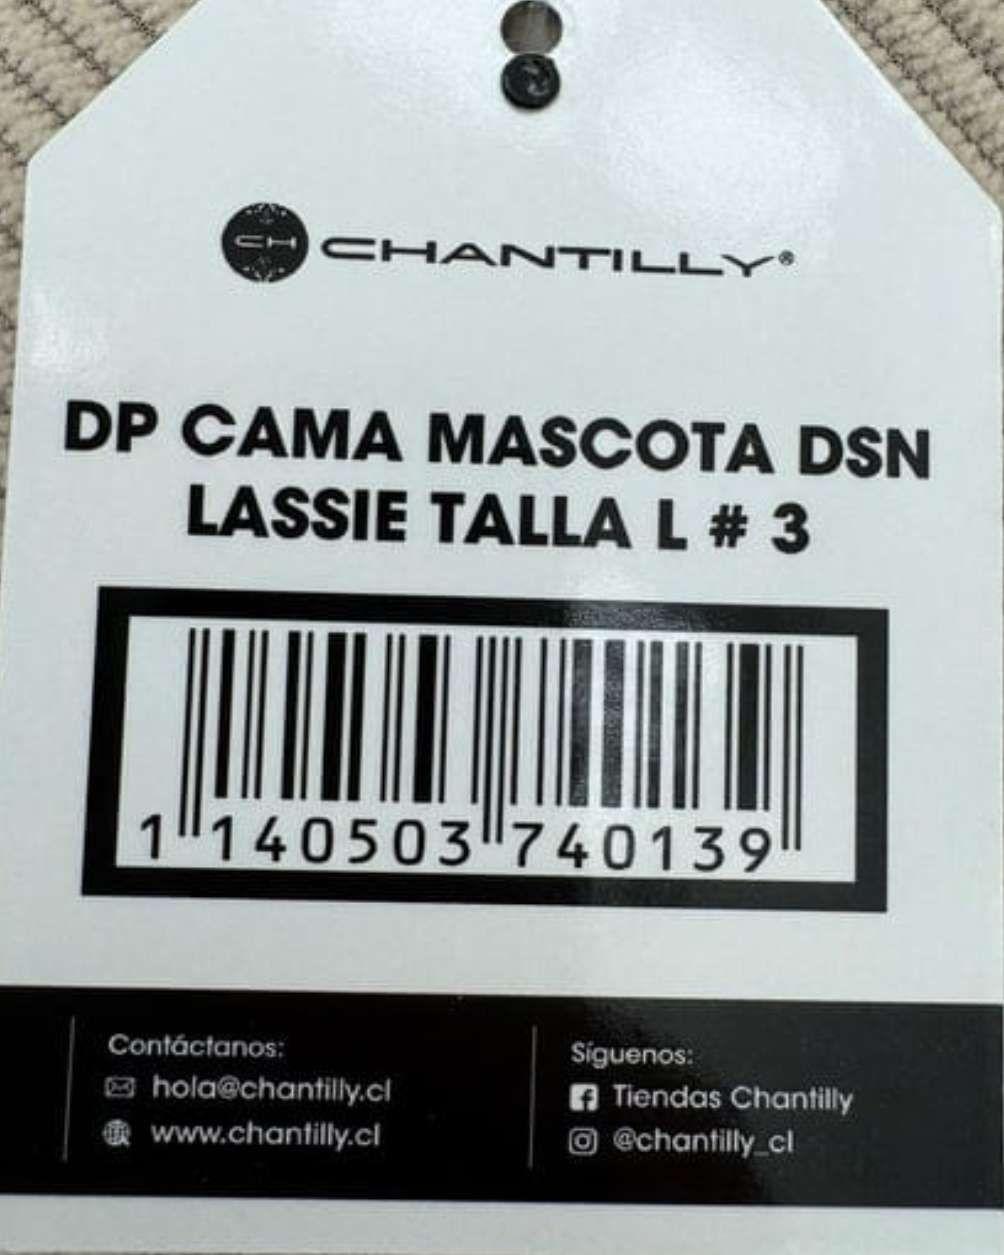 CH CHANTILLY®
DP CAMA MASCOTA DSN
LASSIE TALLA L # 3
1 140503 740139
Contáctanos:
hola@chantilly.cl
www.chantilly.cl
Síguenos:
Tiendas Chantilly
@chantilly_cl